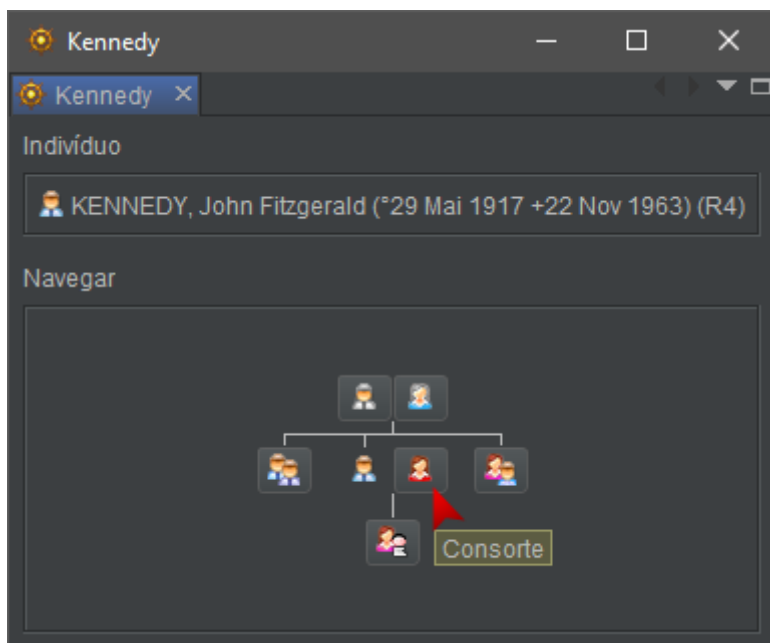 Kennedy
Kennedy
Indivíduo
KENNEDY, John Fitzgerald (°29 Mai 1917 +22 Nov 1963) (R4)
Navegar
Consorte